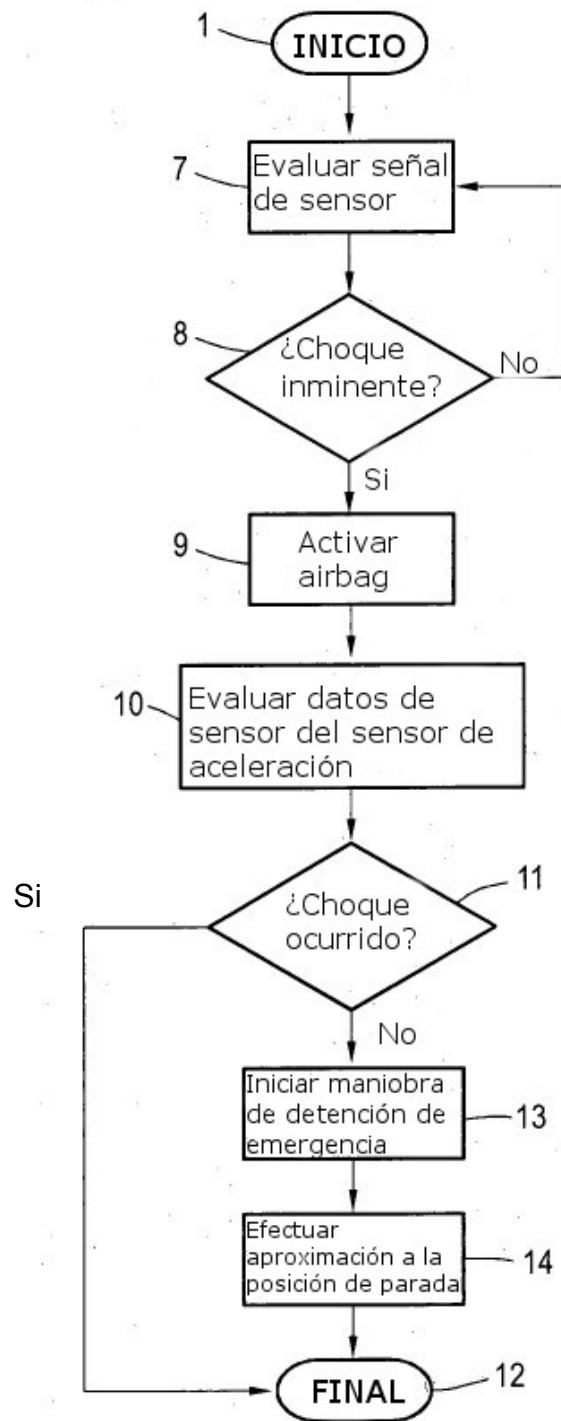 1
INICIO
7
Evaluar señal
de sensor
8
¿Choque
inminente?
No
Si
9
Activar
airbag
10
Evaluar datos de
sensor del sensor de
aceleración
Si
11
¿Choque
ocurrido?
No
Iniciar maniobra
de detención de
emergencia
13
Efectuar
aproximación a la
posición de parada
14
FINAL
12